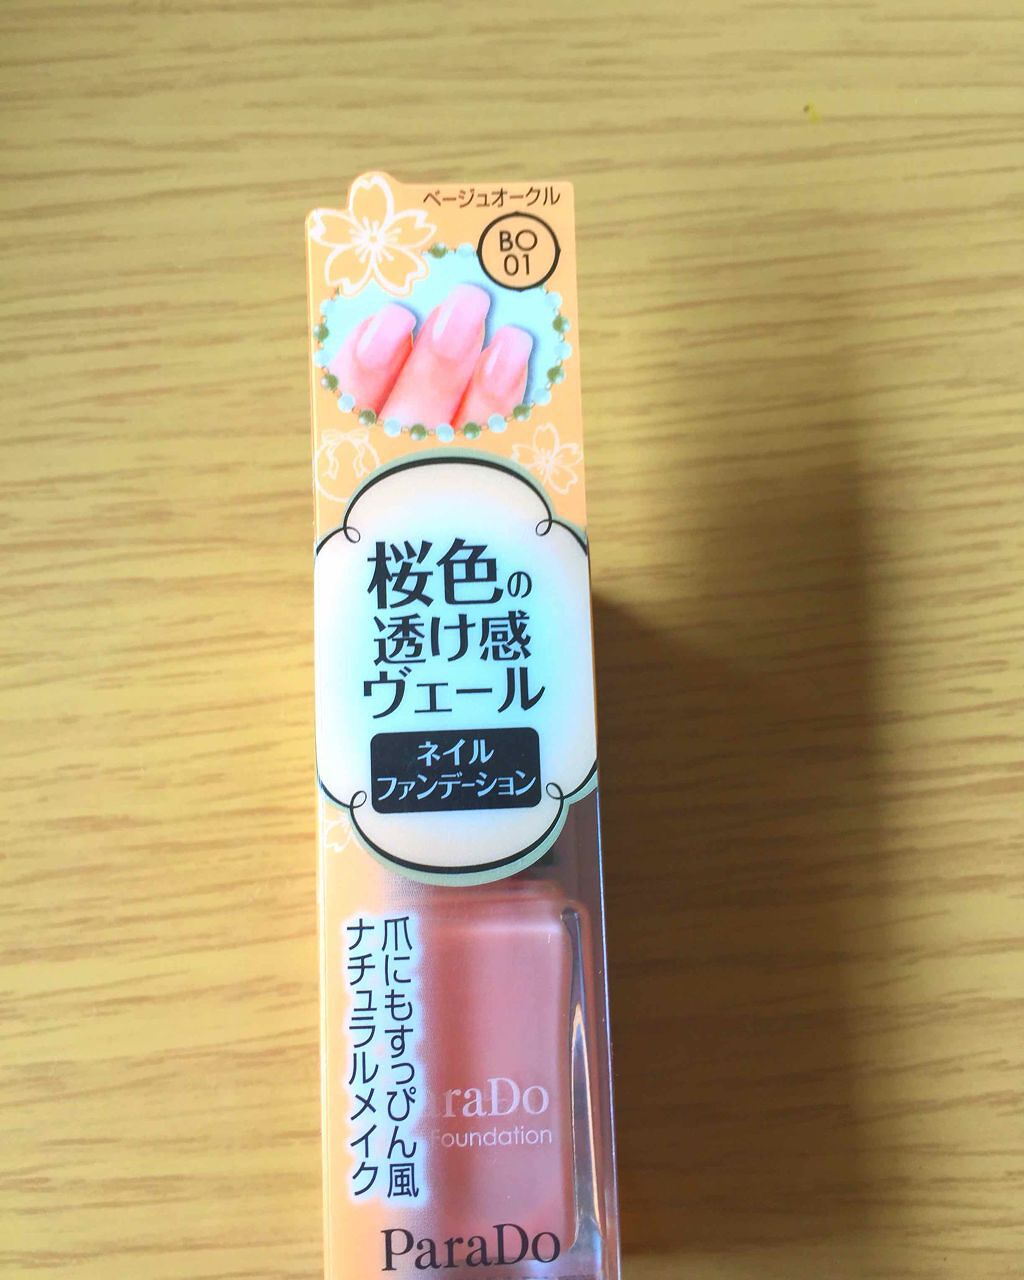 ベージュオークル
BO
01
桜色の
透け感
ヴェール
ネイル
ファンデーション
爪にもすっぴん風
ナチュラルメイク
araDo
Foundation
ParaDo